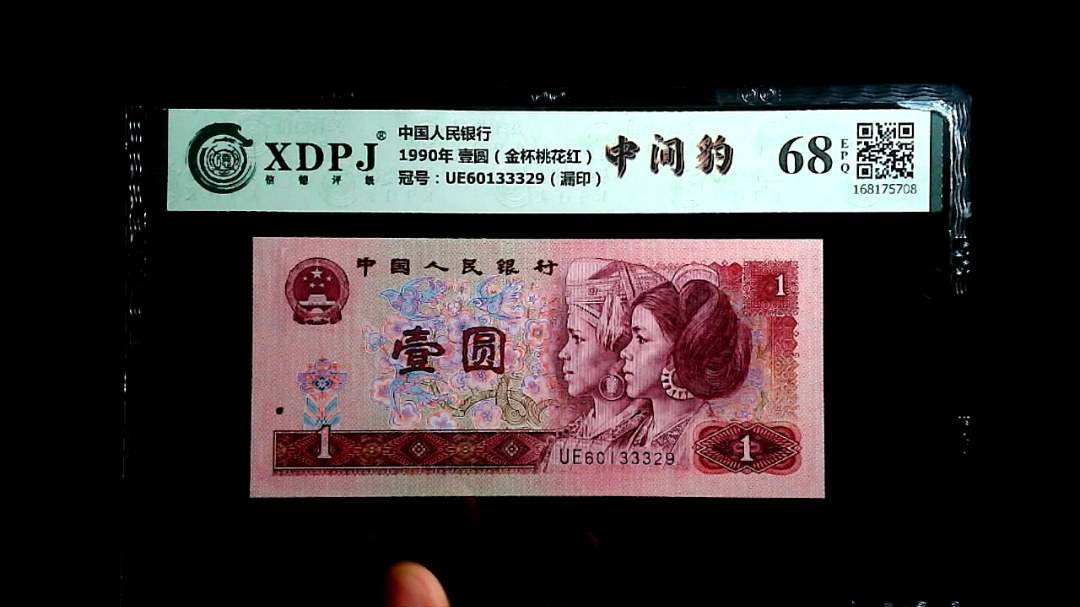 XDPJ®
信德评级
中国人民银行
1990年 壹圆（金杯桃花红）
冠号：UE60133329（漏印）
中间豹
68
EPQ
168175708
中国人民银行
1
壹圆
1
UE60133329
1